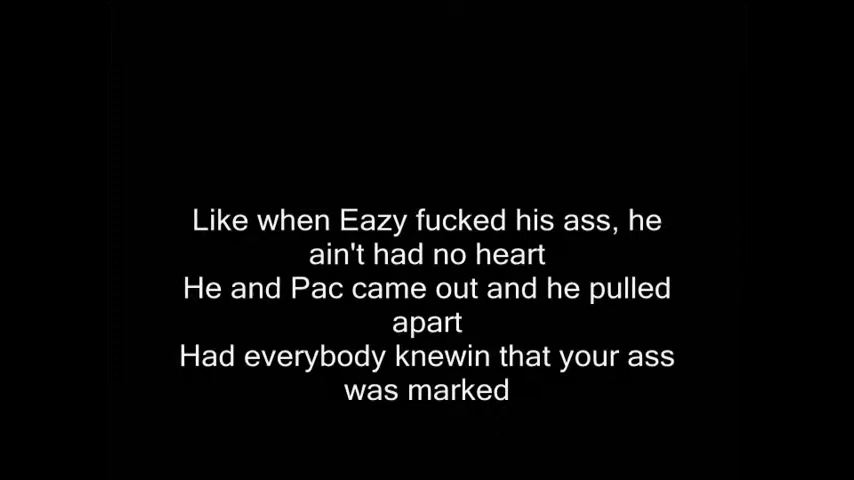 Like when Eazy fucked his ass, he
ain't had no heart
He and Pac came out and he pulled
apart
Had everybody knewin that your ass
was marked